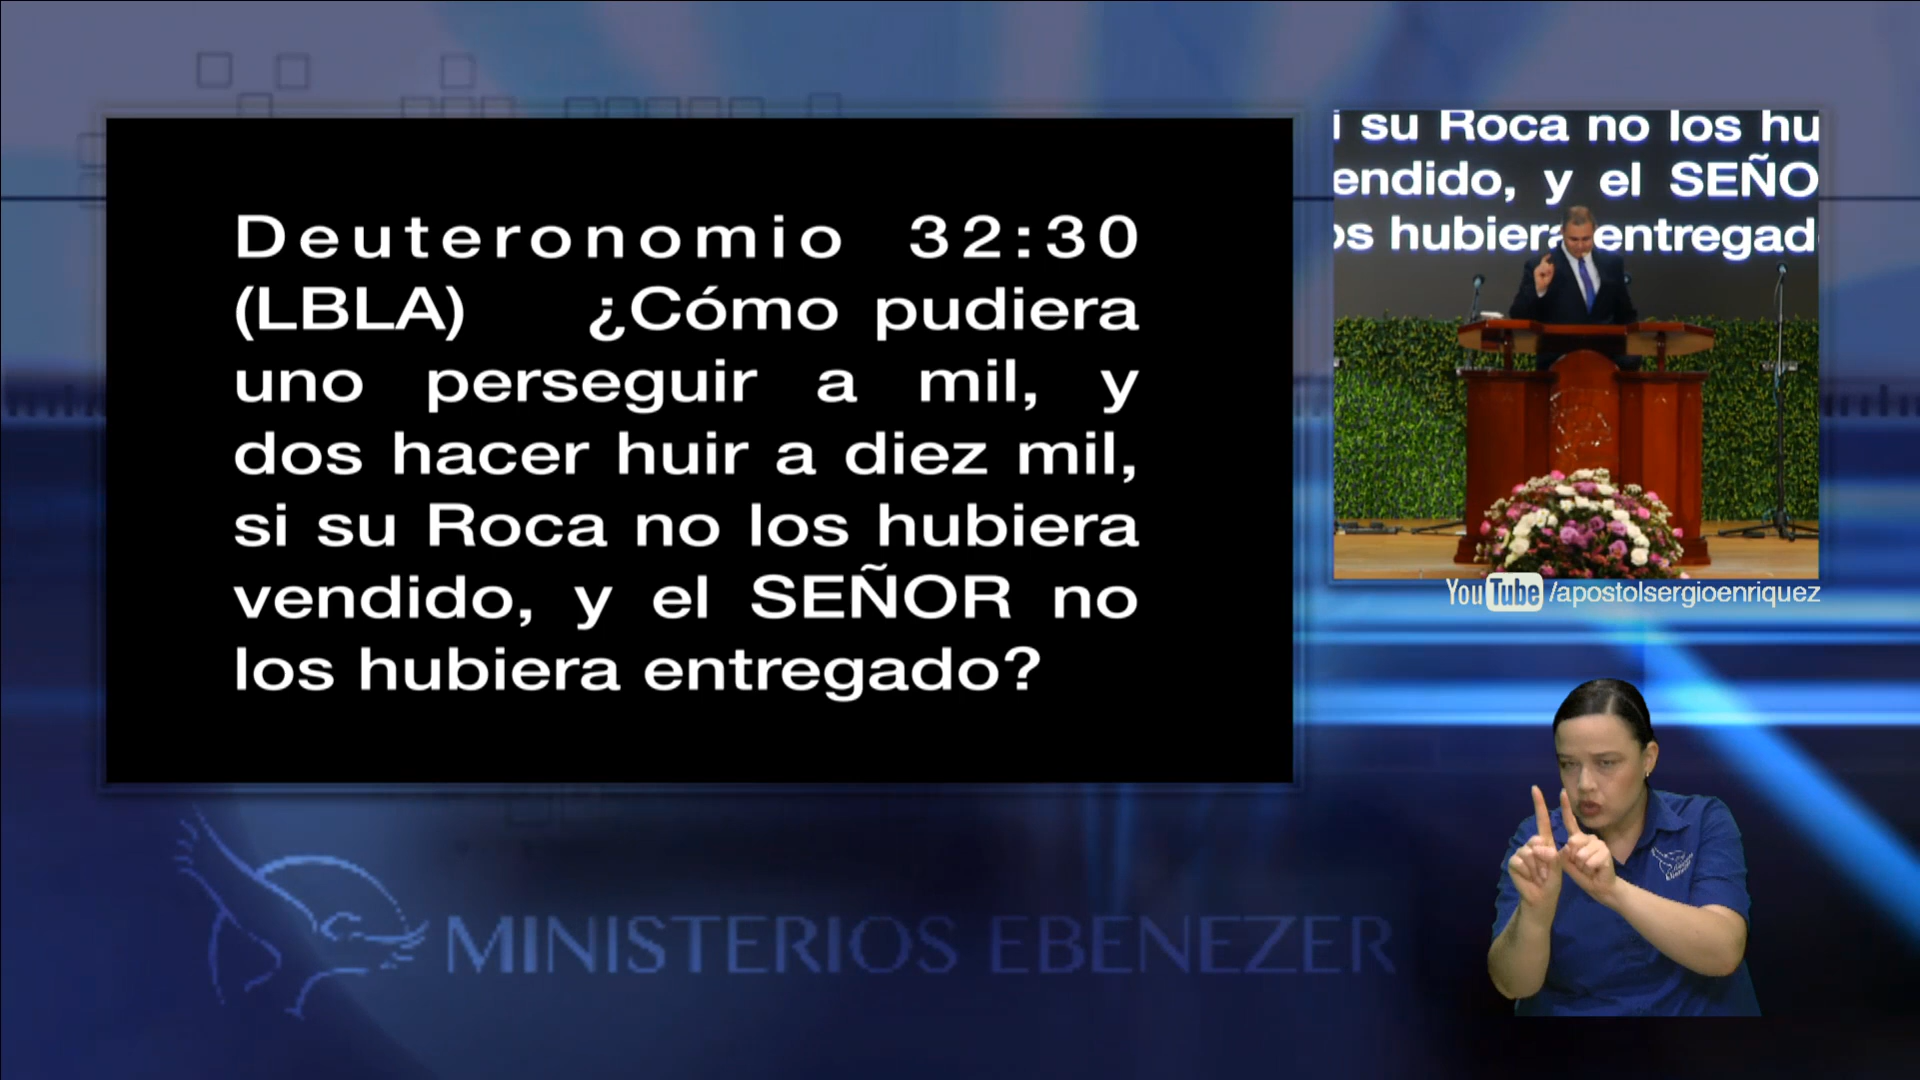 Deuteronomio 32:30
(LBLA) ¿Cómo pudiera
uno perseguir a mil, y
dos hacer huir a diez mil,
si su Roca no los hubiera
vendido, y el SEÑOR no
los hubiera entregado?
i su Roca no los hu
endido, y el SEÑO
os hubiera entregad
YouTube /apostolsergioenriquez
MINISTERIOS EBENEZER